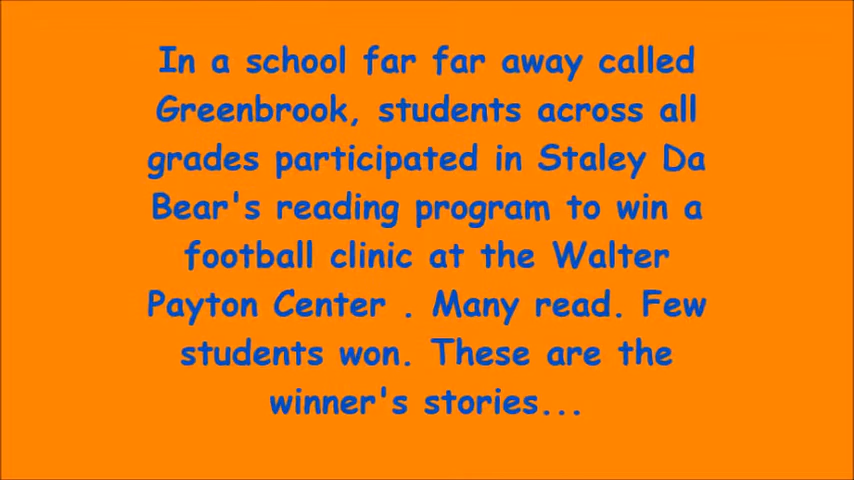 In a school far far away called
Greenbrook, students across all
grades participated in Staley Da
Bear's reading program to win a
football clinic at the Walter
Payton Center . Many read. Few
students won. These are the
winner's stories...